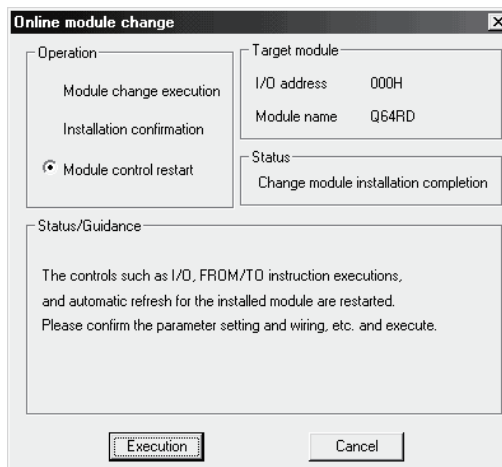 Online module change
Operation
Module change execution
Installation confirmation
Module control restart
Target module
I/O address 000H
Module name Q64RD
Status
Change module installation completion
Status/Guidance
The controls such as I/O, FROM/TO instruction executions,
and automatic refresh for the installed module are restarted.
Please confirm the parameter setting and wiring, etc. and execute.
Execution Cancel